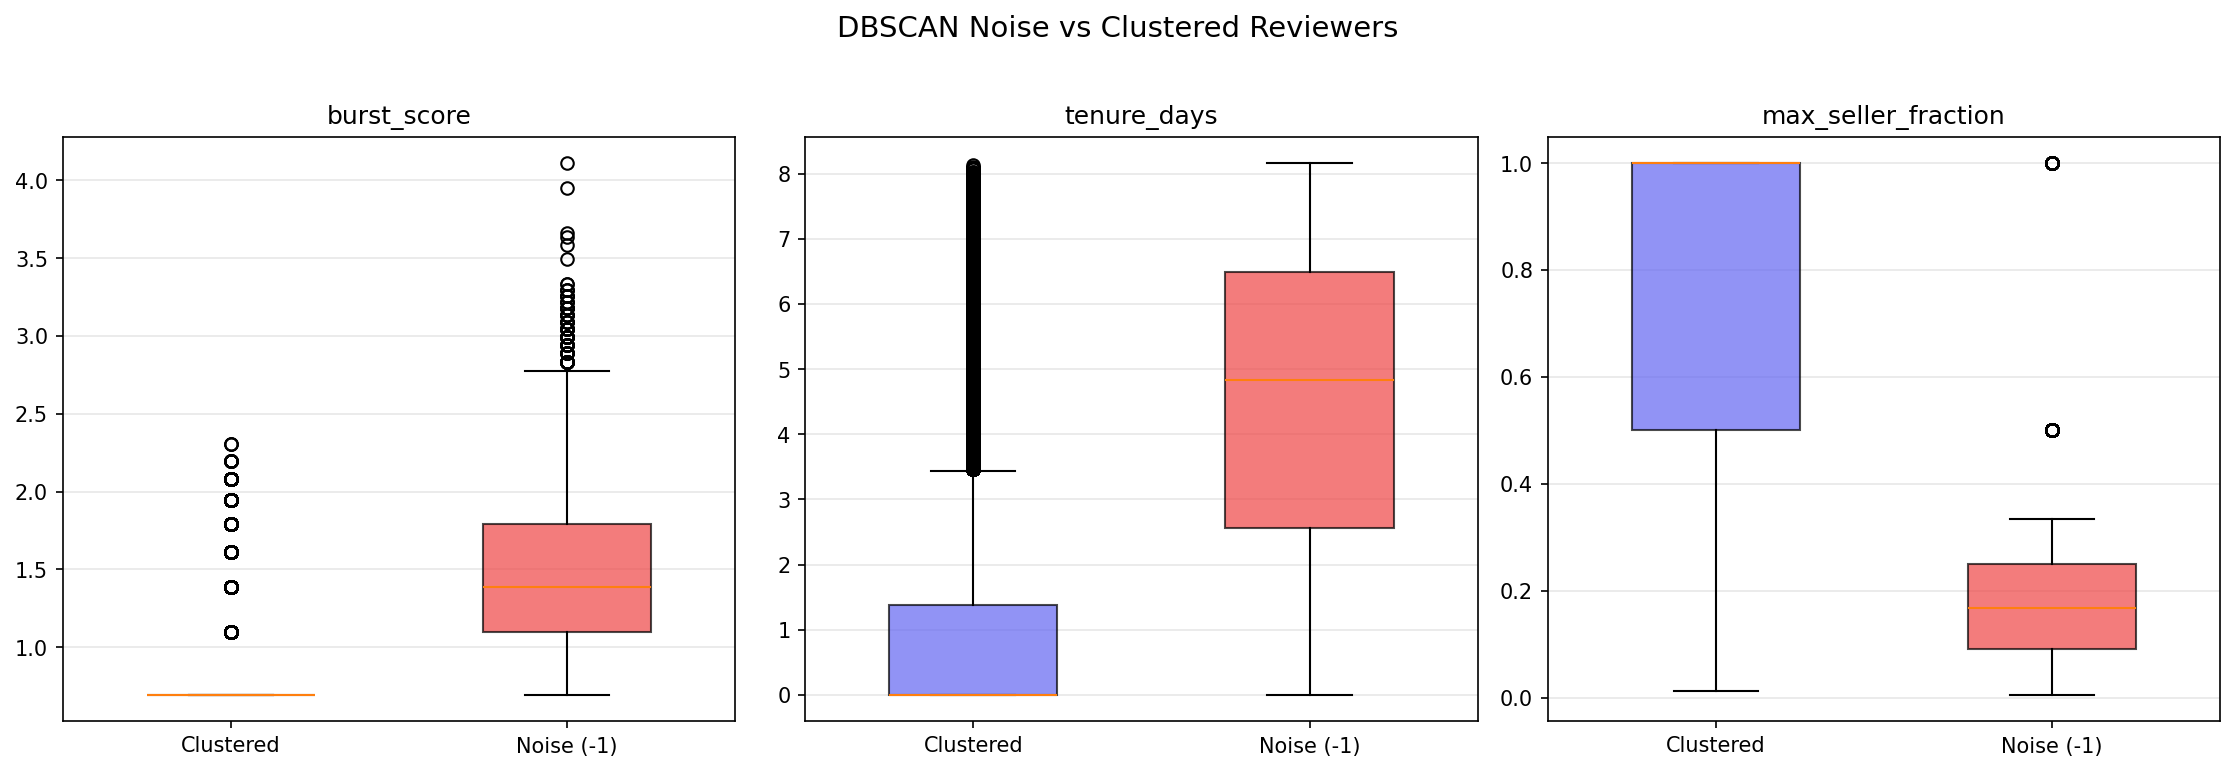 DBSCAN Noise vs Clustered Reviewers
burst_score
4.0
3.5
3.0
2.5
2.0
1.5
1.0
Clustered
Noise (-1)
tenure_days
8
7
6
5
4
3
2
1
0
Clustered
Noise (-1)
max_seller_fraction
1.0
0.8
0.6
0.4
0.2
0.0
Clustered
Noise (-1)